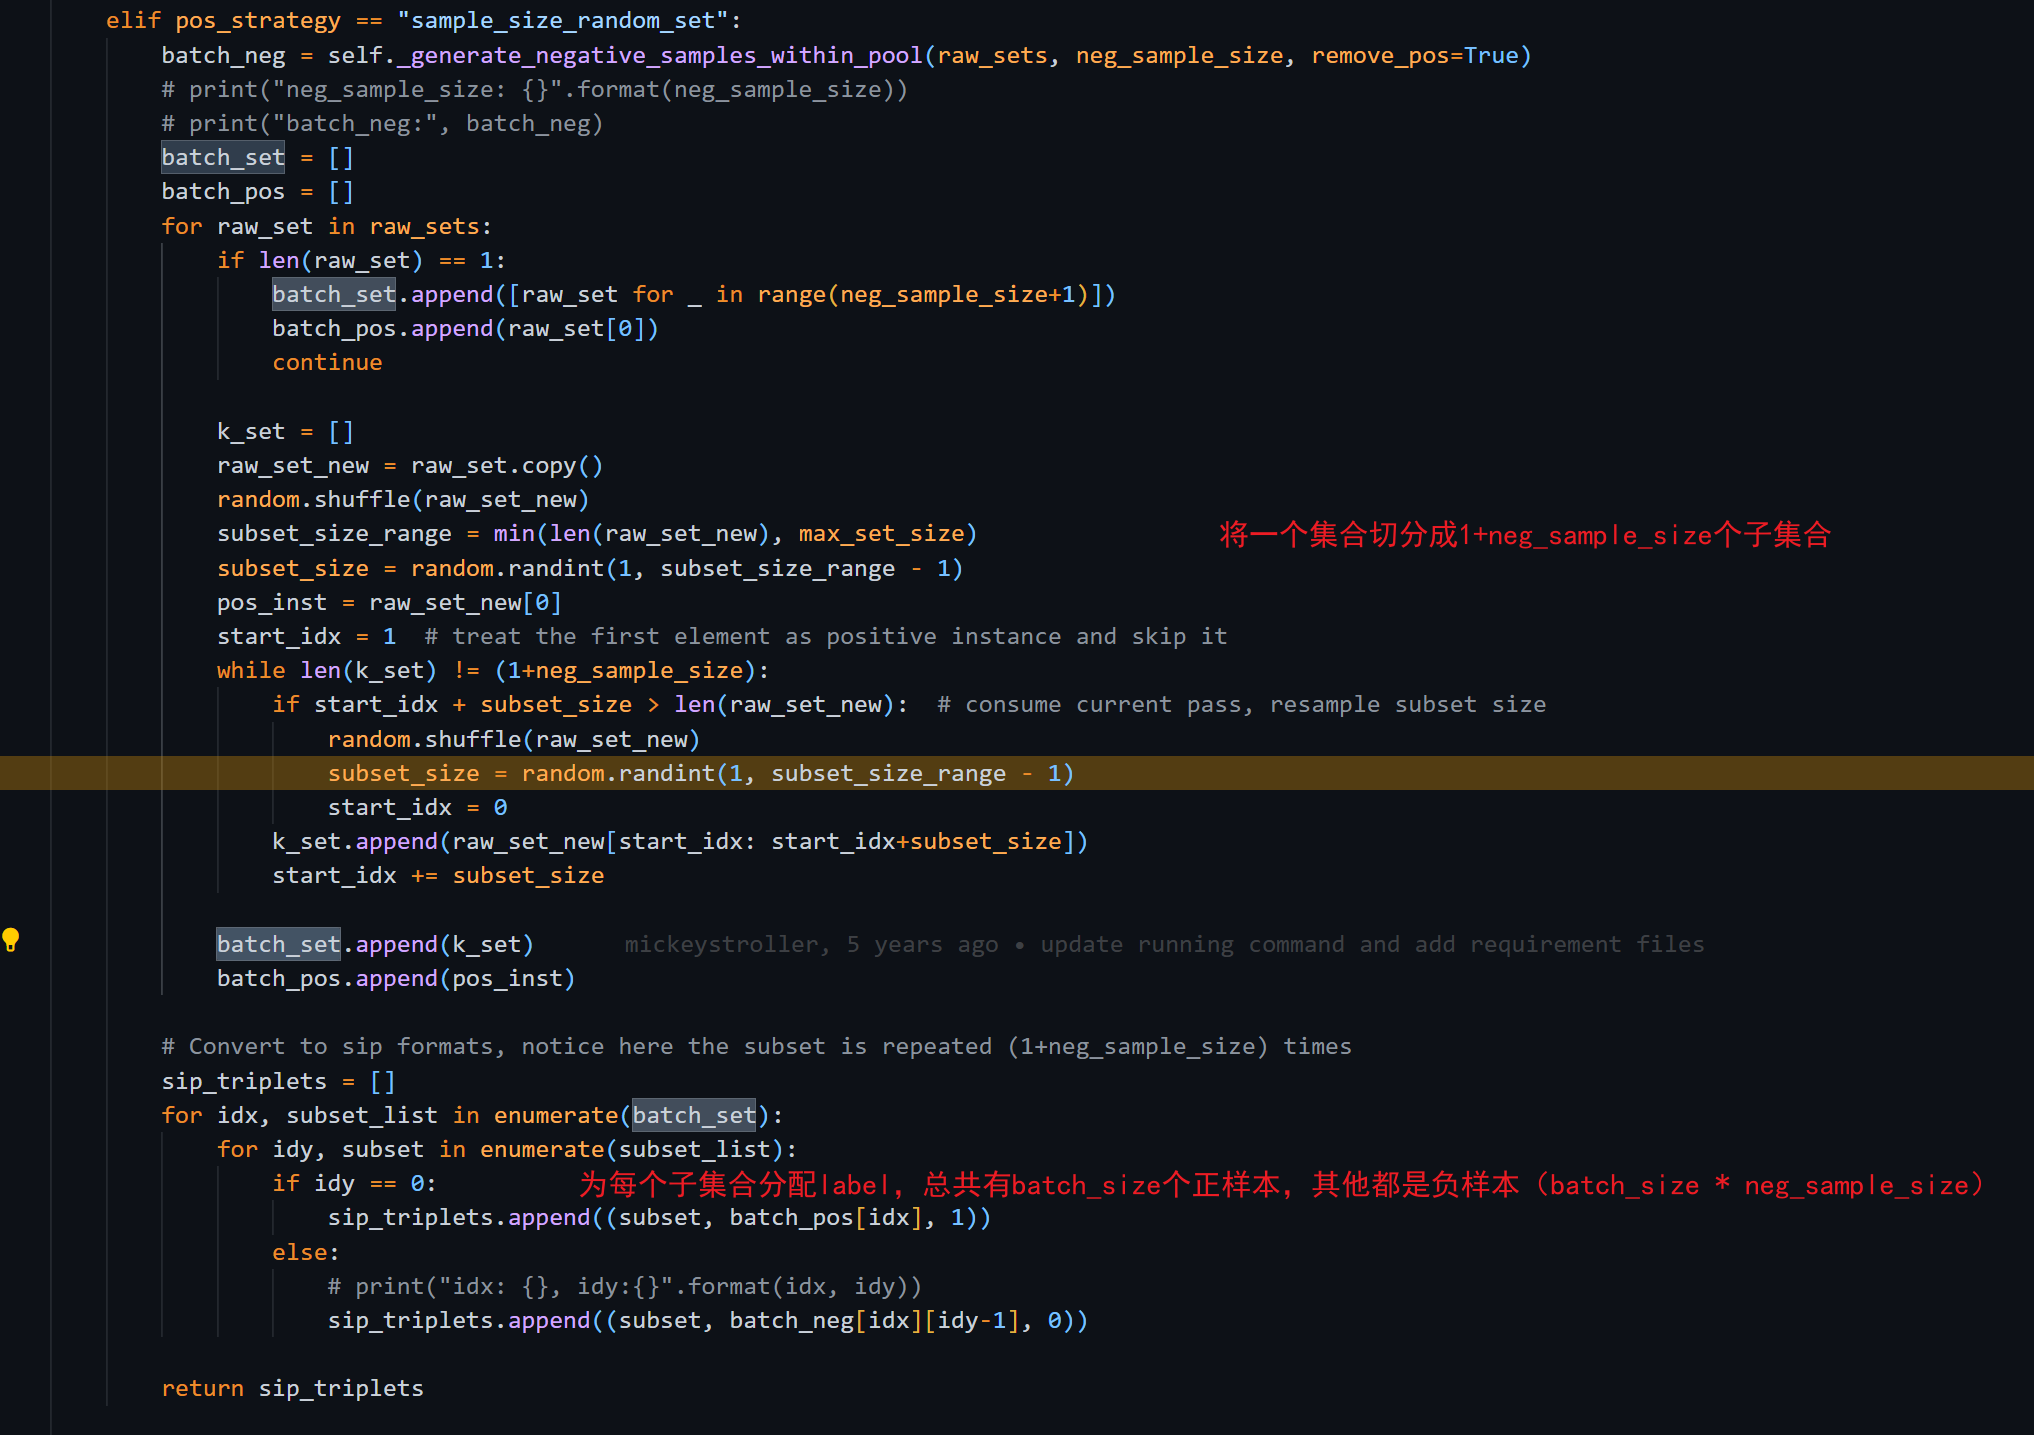 elif pos_strategy == "sample_size_random_set":
batch_neg = self._generate_negative_samples_within_pool(raw_sets, neg_sample_size, remove_pos=True)
# print("neg_sample_size: {}".format(neg_sample_size))
# print("batch_neg:", batch_neg)
batch_set = []
batch_pos = []
for raw_set in raw_sets:
if len(raw_set) == 1:
batch_set.append([raw_set for _ in range(neg_sample_size+1)])
batch_pos.append(raw_set[0])
continue
k_set = []
raw_set_new = raw_set.copy()
random.shuffle(raw_set_new)
subset_size_range = min(len(raw_set_new), max_set_size) 将一个集合切分成1+neg_sample_size个子集合
subset_size = random.randint(1, subset_size_range - 1)
pos_inst = raw_set_new[0]
start_idx = 1  # treat the first element as positive instance and skip it
while len(k_set) != (1+neg_sample_size):
if start_idx + subset_size > len(raw_set_new):  # consume current pass, resample subset size
random.shuffle(raw_set_new)
subset_size = random.randint(1, subset_size_range - 1)
start_idx = 0
k_set.append(raw_set_new[start_idx: start_idx+subset_size])
start_idx += subset_size
batch_set.append(k_set) mickeystroller, 5 years ago • update running command and add requirement files
batch_pos.append(pos_inst)
# Convert to sip formats, notice here the subset is repeated (1+neg_sample_size) times
sip_triplets = []
for idx, subset_list in enumerate(batch_set):
for idy, subset in enumerate(subset_list):
if idy == 0: 为每个子集合分配label，总共有batch_size个正样本，其他都是负样本（batch_size * neg_sample_size）
sip_triplets.append((subset, batch_pos[idx], 1))
else:
# print("idx: {}, idy:{}".format(idx, idy))
sip_triplets.append((subset, batch_neg[idx][idy-1], 0))
return sip_triplets